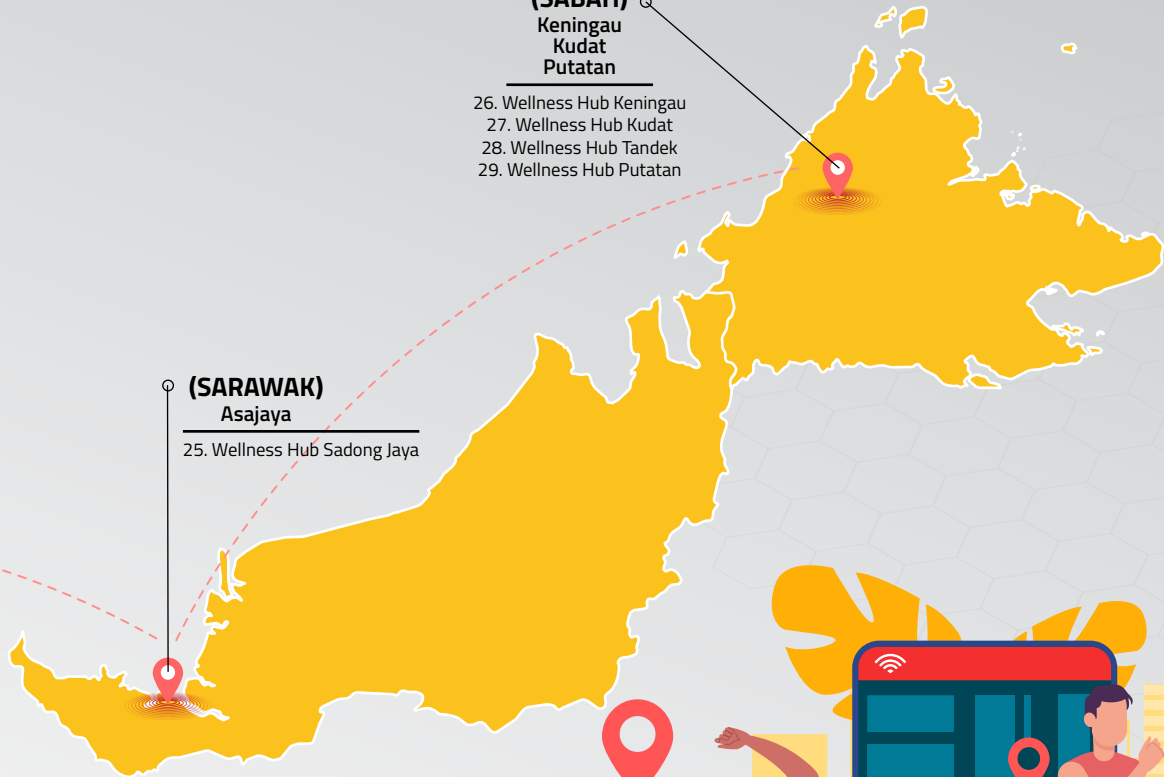 (SABAH)
Keningau
Kudat
Putatan
26. Wellness Hub Keningau
27. Wellness Hub Kudat
28. Wellness Hub Tandek
29. Wellness Hub Putatan
(SARAWAK)
Asajaya
25. Wellness Hub Sadong Jaya